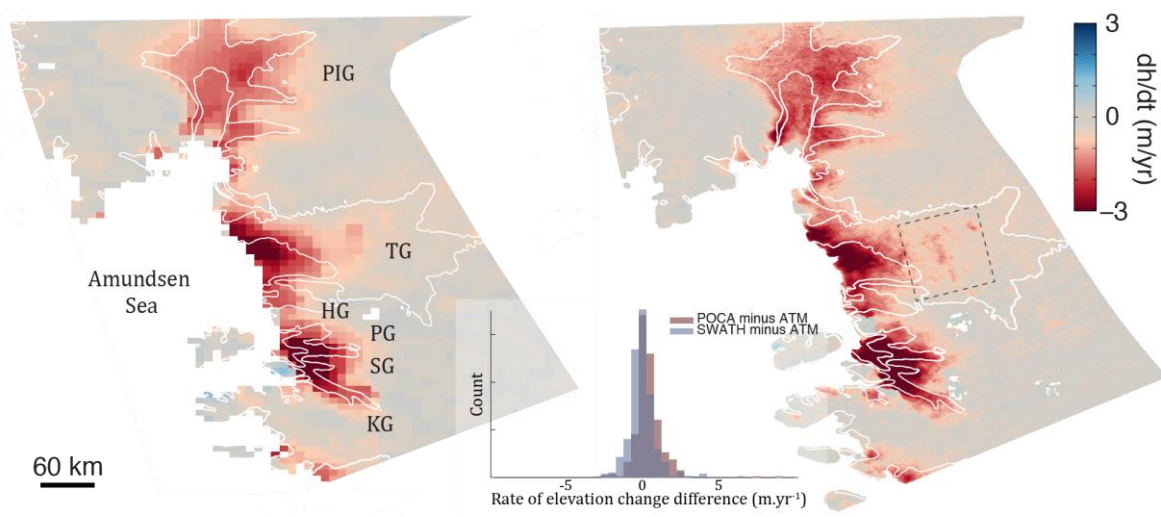 PIG
3
0
–3
dh/dt (m/yr)
TG
Amundsen
Sea
HG
PG
SG
KG
60 km
POCA minus ATM
SWATH minus ATM
Count
-5
0
5
Rate of elevation change difference (m.yr-1)